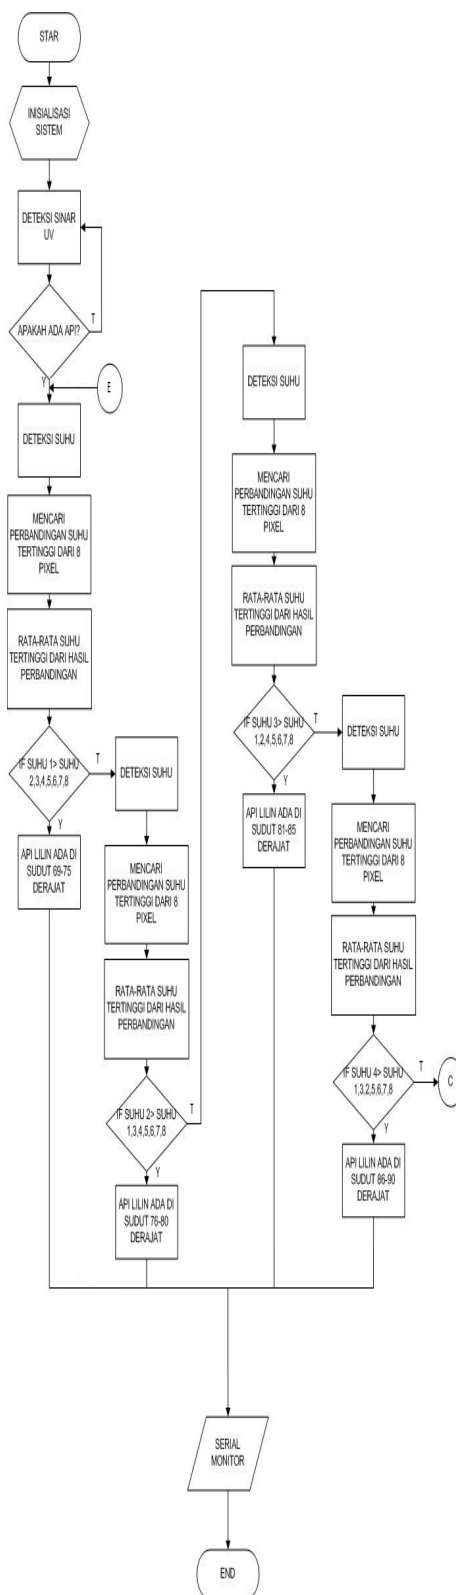 STAR
INISIALISASI
SISTEM
DETEKSI SINAR
UV
APAKAH ADA API?
T
Y
E
DETEKSI SUHU
MENCARI
PERBANDINGAN SUHU
TERTINGGI DARI 8
PIXEL
RATA-RATA SUHU
TERTINGGI DARI HASIL
PERBANDINGAN
IF SUHU 1> SUHU
2,3,4,5,6,7,8
T
Y
API LILIN ADA DI
SUDUT 69-75
DERAJAT
DETEKSI SUHU
MENCARI
PERBANDINGAN SUHU
TERTINGGI DARI 8
PIXEL
RATA-RATA SUHU
TERTINGGI DARI HASIL
PERBANDINGAN
IF SUHU 2> SUHU
1,3,4,5,6,7,8
T
Y
API LILIN ADA DI
SUDUT 76-80
DERAJAT
DETEKSI SUHU
MENCARI
PERBANDINGAN SUHU
TERTINGGI DARI 8
PIXEL
RATA-RATA SUHU
TERTINGGI DARI HASIL
PERBANDINGAN
IF SUHU 3> SUHU
1,2,4,5,6,7,8
T
Y
API LILIN ADA DI
SUDUT 81-85
DERAJAT
DETEKSI SUHU
MENCARI
PERBANDINGAN SUHU
TERTINGGI DARI 8
PIXEL
RATA-RATA SUHU
TERTINGGI DARI HASIL
PERBANDINGAN
IF SUHU 4> SUHU
1,3,2,5,6,7,8
T
C
Y
API LILIN ADA DI
SUDUT 86-90
DERAJAT
SERIAL
MONITOR
END